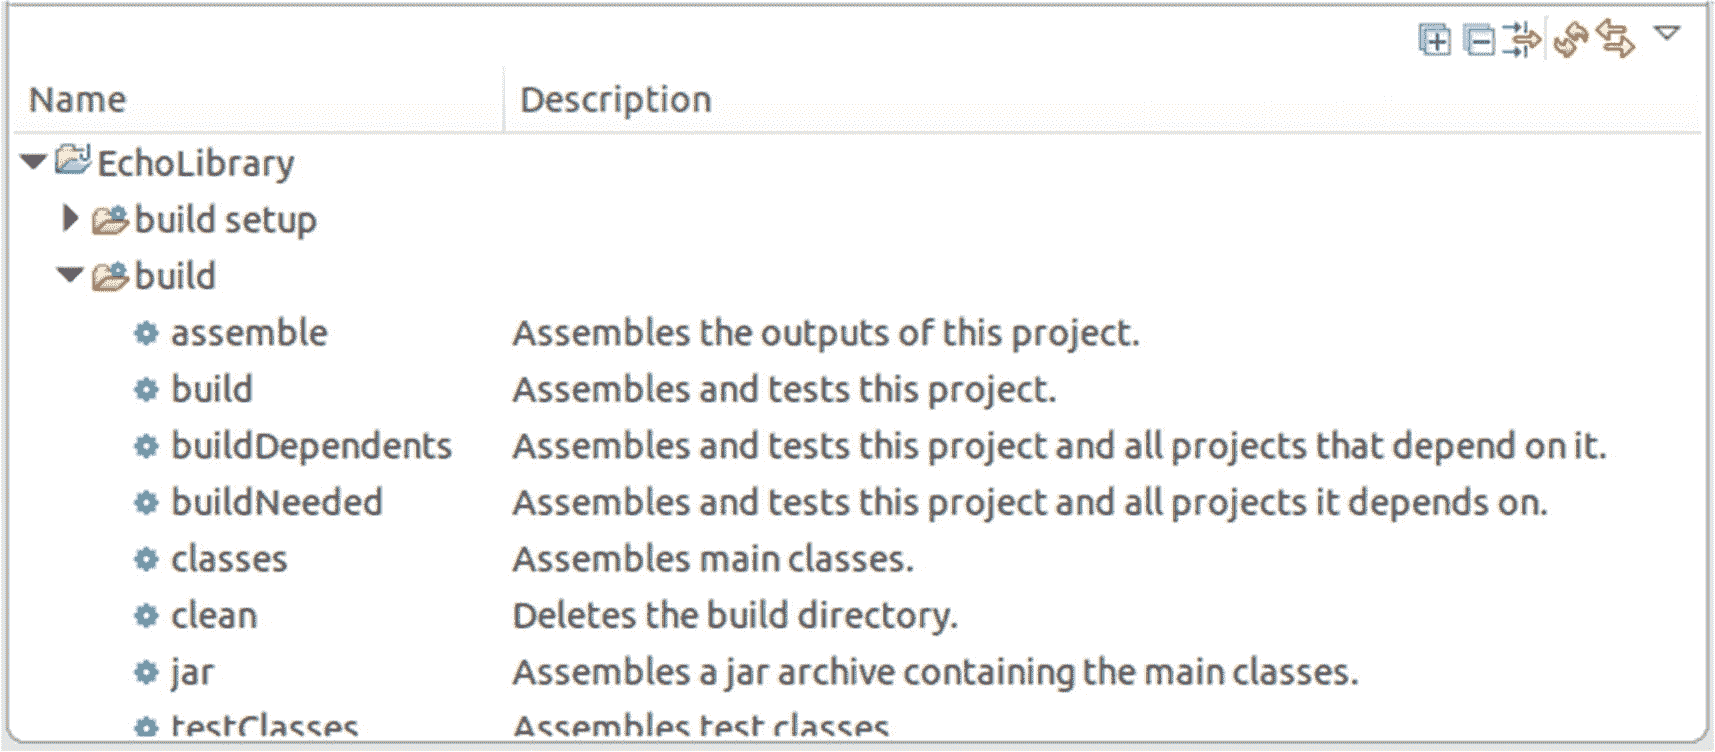 Name Description
EchoLibrary
build setup
build
assemble Assembles the outputs of this project.
build Assembles and tests this project.
buildDependents Assembles and tests this project and all projects that depend on it.
buildNeeded Assembles and tests this project and all projects it depends on.
classes Assembles main classes.
clean Deletes the build directory.
jar Assembles a jar archive containing the main classes.
testClasses Assembles test classes